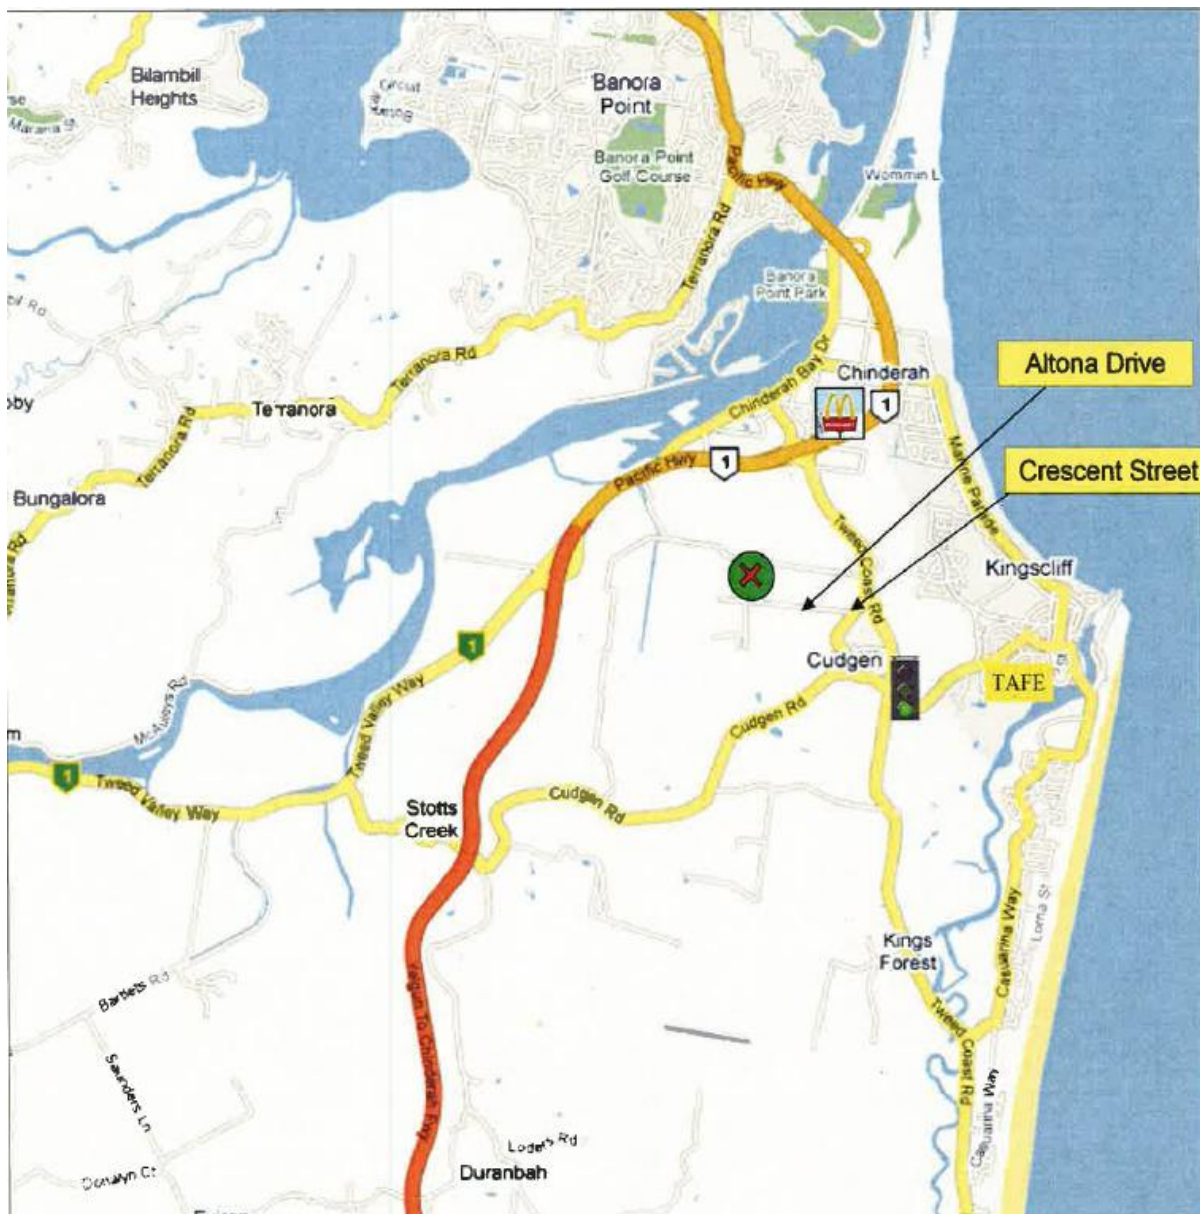 Bilambil
Heights
Marana St
Circuit
Banora
Point
Banora Point
Golf Course
Pacific Hwy
Wommin L
Terranora Rd
Banora
Point Park
Altona Drive
Terranora Rd
Chinderah Bay Dr
Chinderah
1
Terranora
Terranora Rd
Crescent Street
Pacific Hwy
1
Marine Parade
Bungalora
Tweed Coast Rd
Kingscliff
1
Cudgen
TAFE
McAuleys Rd
Tweed Valley Way
Cudgen Rd
1
Tweed Valley Way
Stotts
Creek
Cudgen Rd
Casuarina Way
Kings
Forest
Bartlets Rd
Yelgun To Chinderah Fwy
Tweed Coast Rd
Saunders Ln
Casuarina Way
Loders Rd
Duranbah